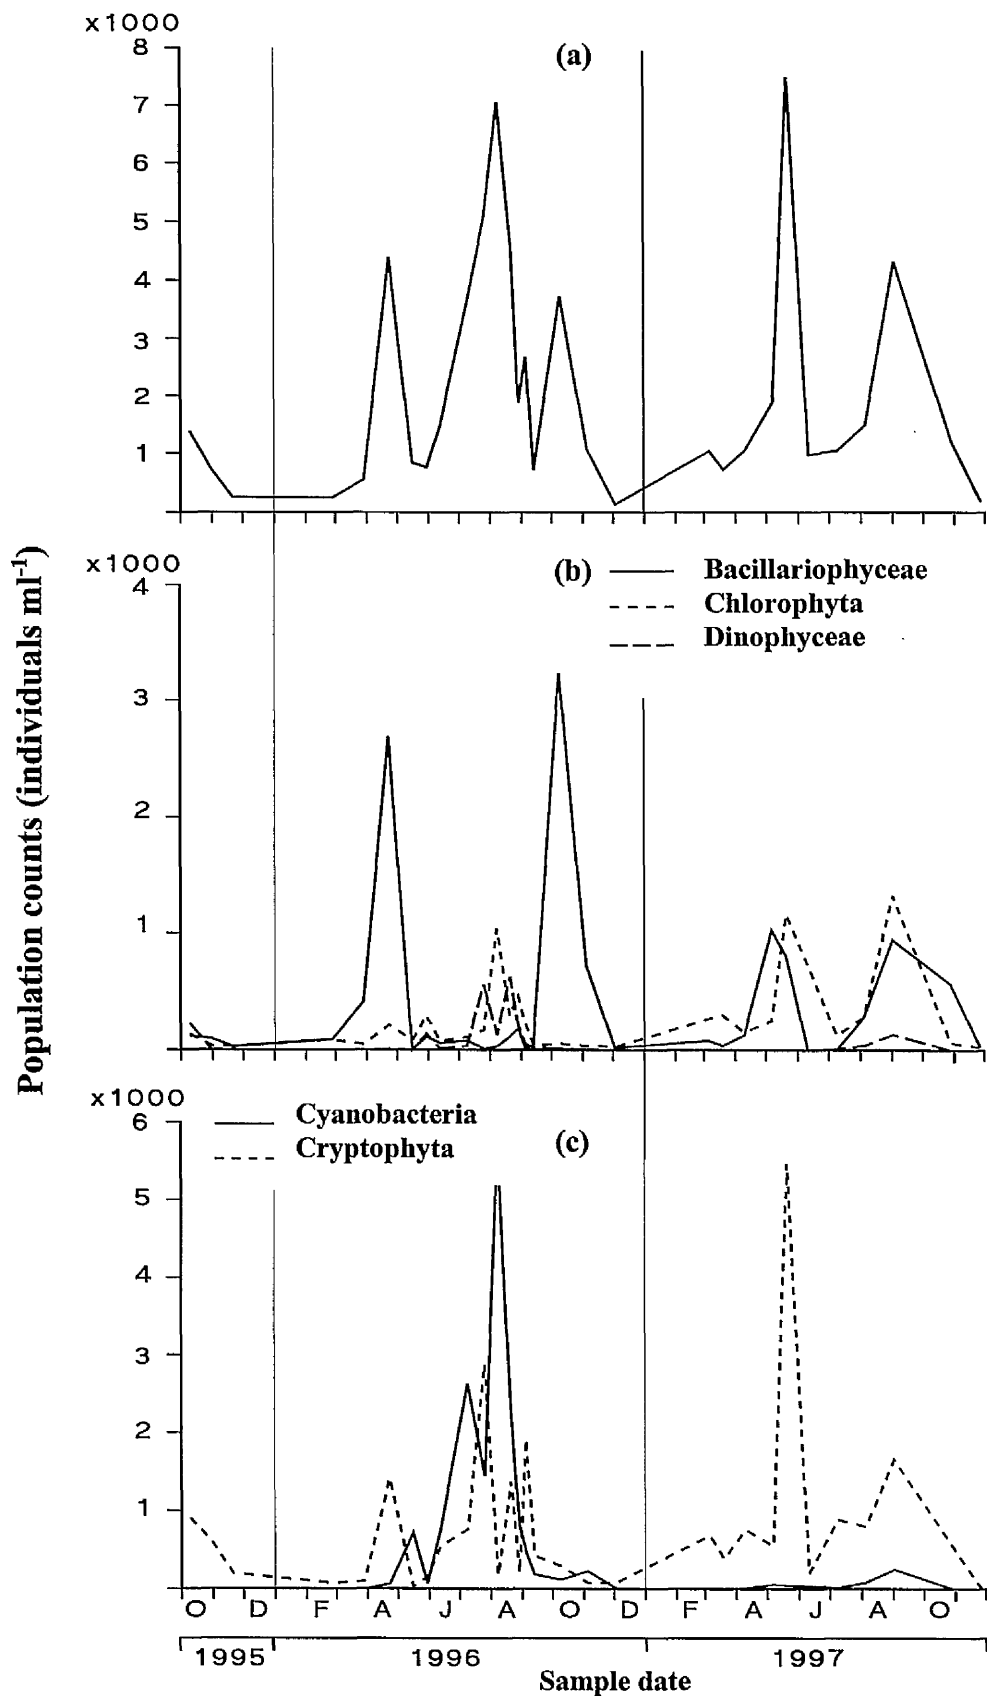 x1000
(a)
8
7
6
5
4
3
2
1
Population counts (individuals ml-1)
x1000
(b)
Bacillariophyceae
Chlorophyta
Dinophyceae
4
3
2
1
x1000
Cyanobacteria
Cryptophyta
(c)
6
5
4
3
2
1
O D F A J A O D F A J A O
1995 1996 1997
Sample date